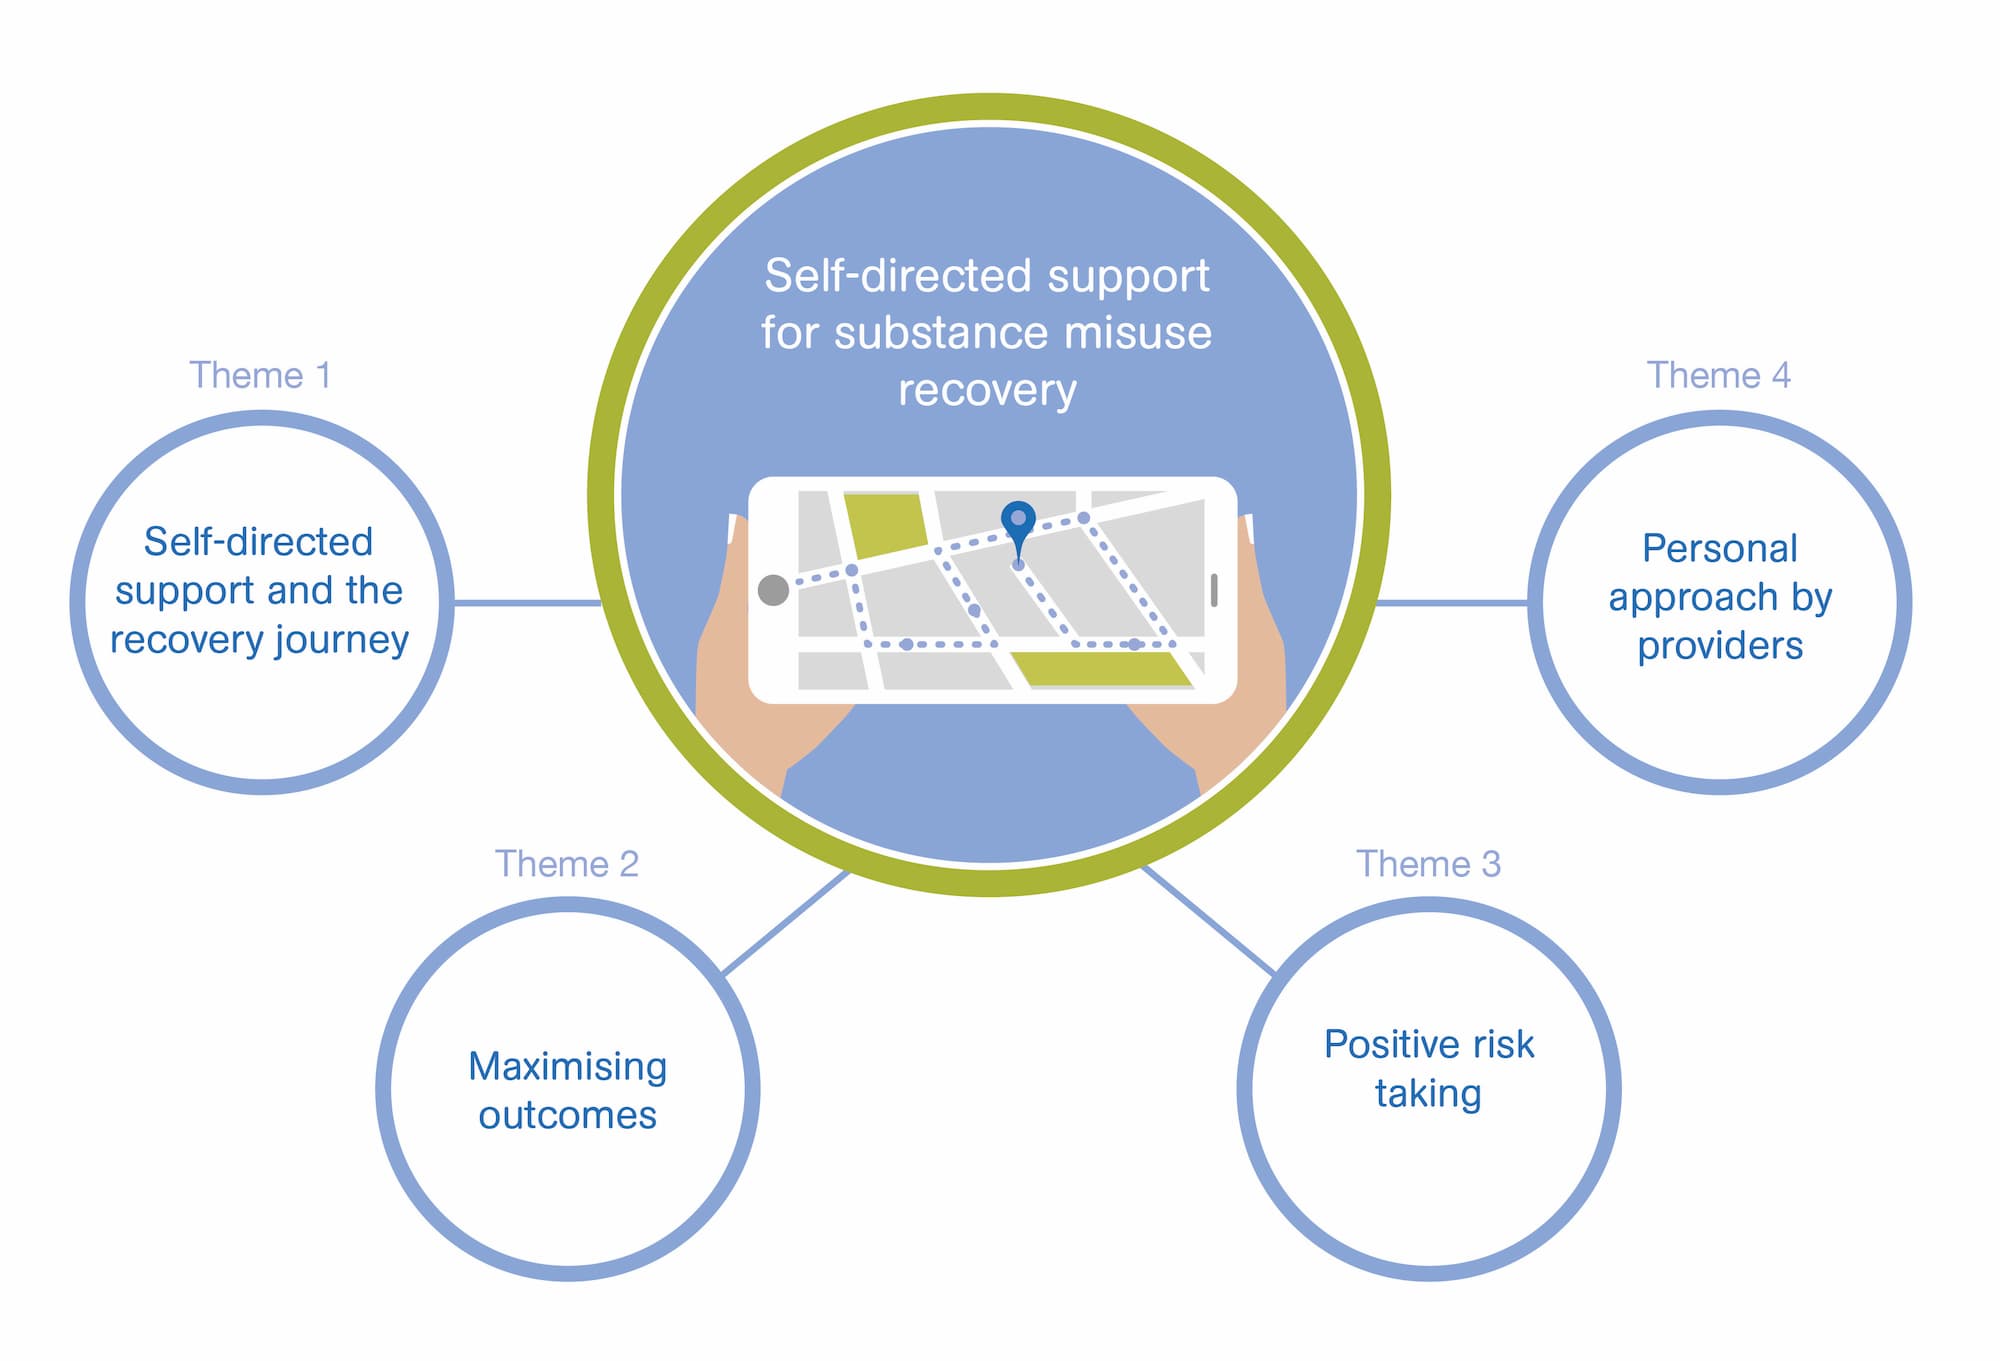 Self-directed support
for substance misuse
recovery
Theme 1
Self-directed
support and the
recovery journey
Theme 2
Maximising
outcomes
Theme 3
Positive risk
taking
Theme 4
Personal
approach by
providers